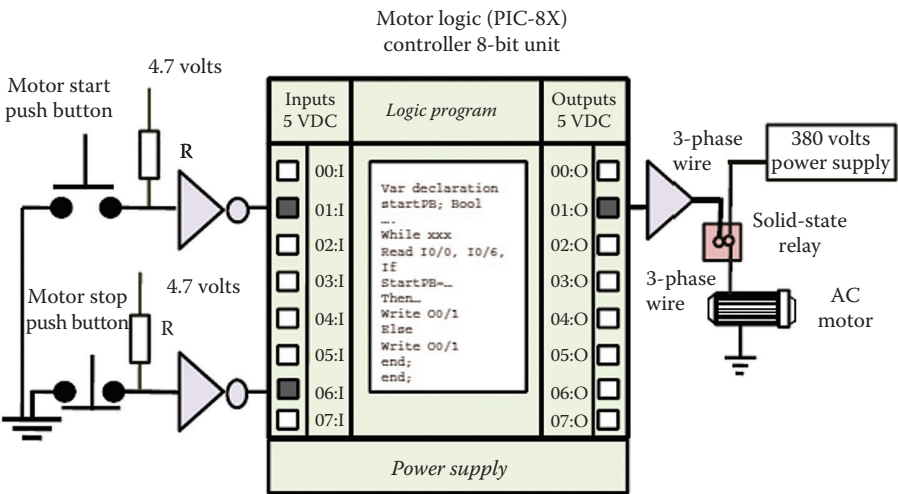 Motor logic (PIC-8X)
controller 8-bit unit
Motor start
push button
4.7 volts
R
Motor stop
push button
4.7 volts
R
Inputs
5 VDC
Logic program
Outputs
5 VDC
00:I
01:I
02:I
03:I
04:I
05:I
06:I
07:I
Var declaration
startPB; Bool
….
While xxx
Read I0/0, I0/6,
If
StartPB=…
Then…
Write O0/1
Else
Write O0/1
end;
end;
00:O
01:O
02:O
03:O
04:O
05:O
06:O
07:O
Power supply
3-phase
wire
380 volts
power supply
Solid-state
relay
3-phase
wire
AC
motor